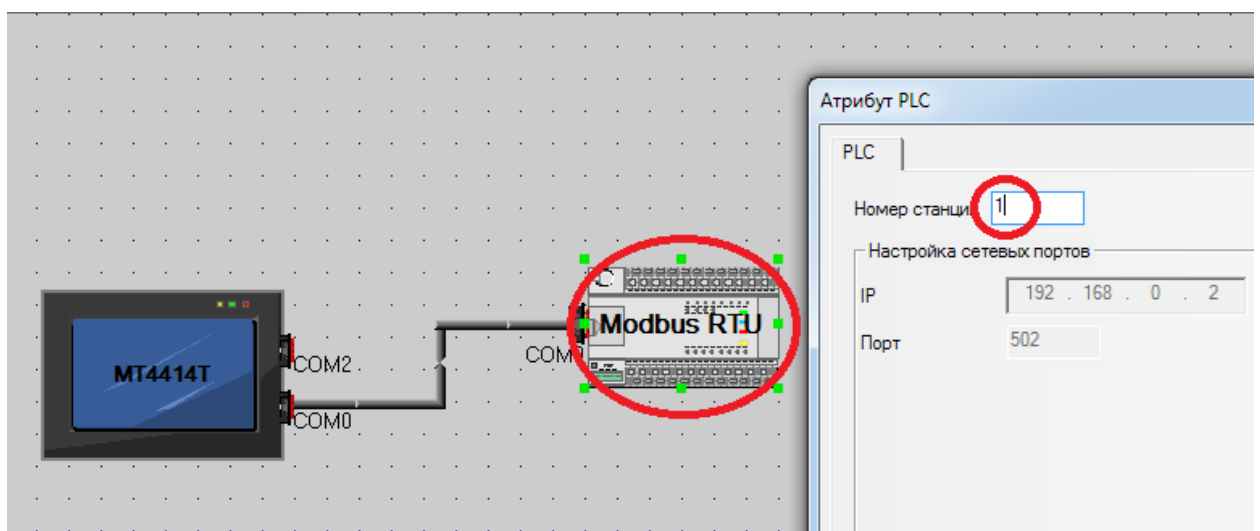 Атрибут PLC
PLC
Номер станци
1
Настройка сетевых портов
IP
192 . 168 . 0 . 2
Порт
502
MT4414T
COM2
COM0
COM0
Modbus RTU